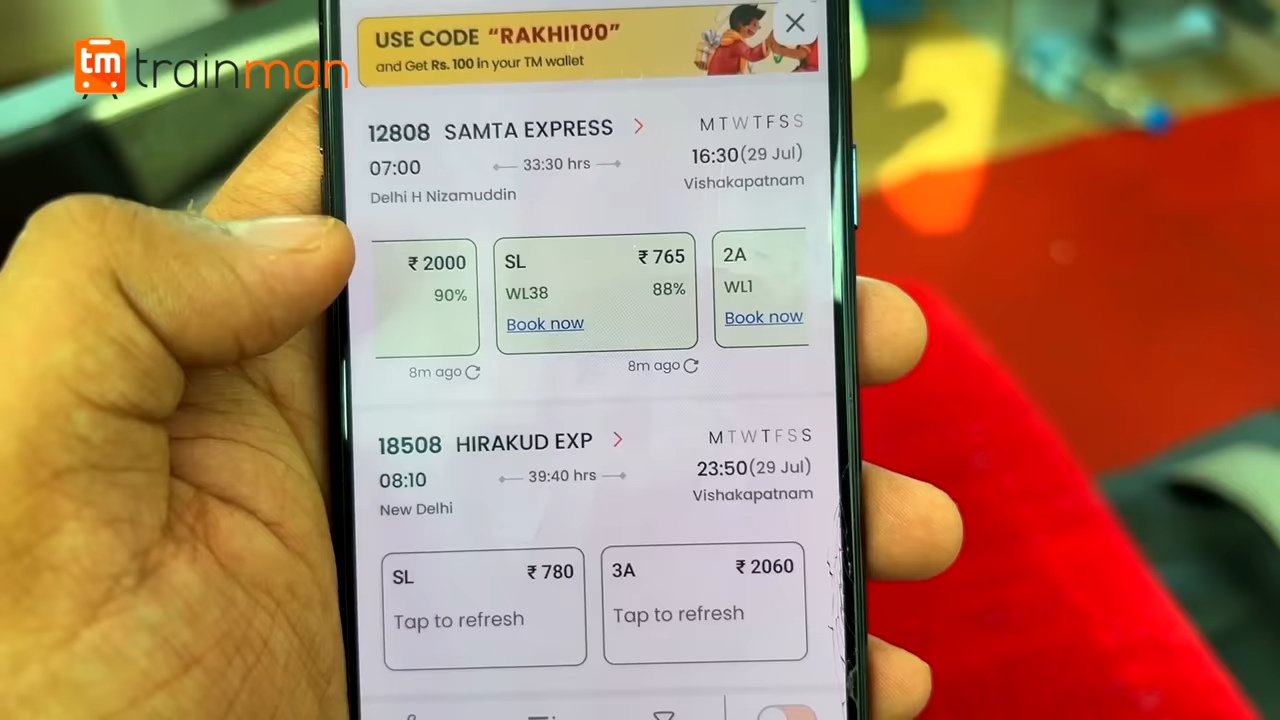 USE CODE "RAKHI100"
and Get Rs. 100 in your TM wallet
tm trainman
12808 SAMTA EXPRESS
M T W T F S S
07:00
33:30 hrs
16:30(29 Jul)
Delhi H Nizamuddin
Vishakapatnam
₹ 2000
90%
8m ago
SL ₹ 765
WL38 88%
Book now
8m ago
2A
WL1
Book now
18508 HIRAKUD EXP
M T W T F S S
08:10
39:40 hrs
23:50(29 Jul)
New Delhi
Vishakapatnam
SL ₹ 780
Tap to refresh
3A ₹ 2060
Tap to refresh